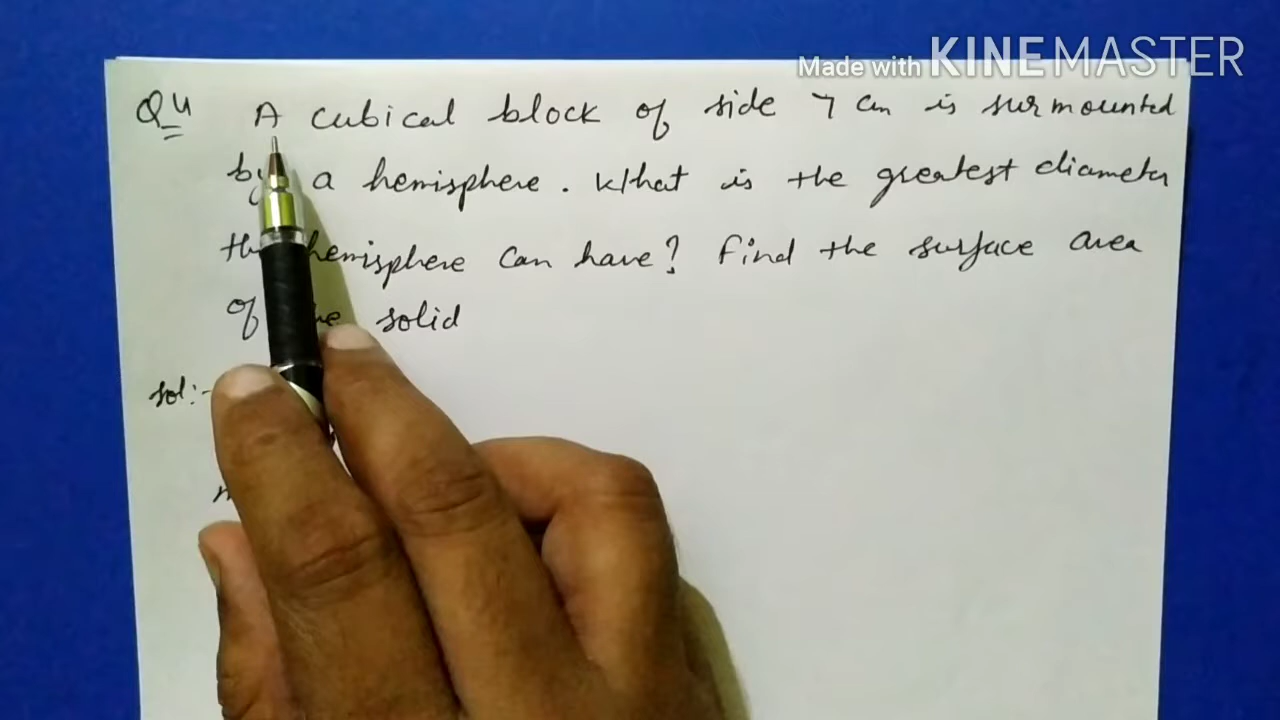 Made with KINEMASTER
Q4 A cubical block of side 7 cm is surmounted
by a hemisphere. What is the greatest diameter
hemisphere can have? Find the surface area
of solid
sol:-